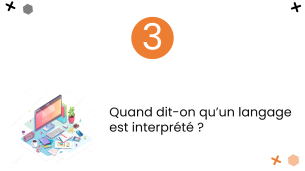 3
Quand dit-on qu’un langage
est interprété ?